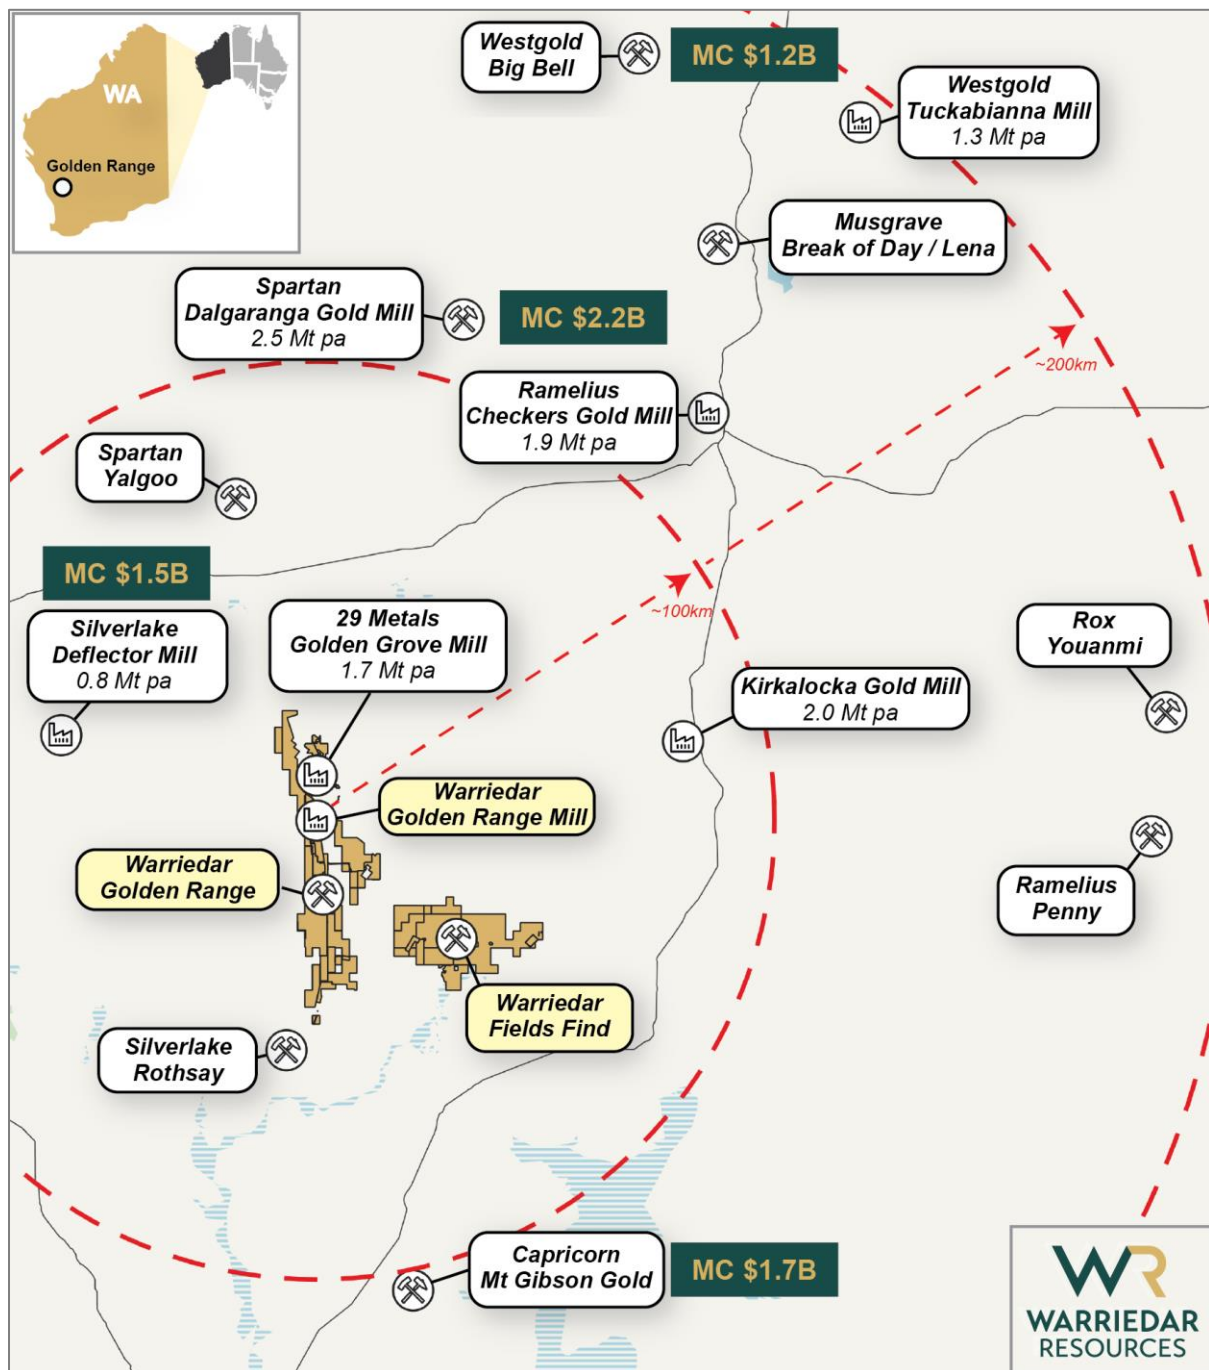 WA
Golden Range
Westgold
Big Bell
MC $1.2B
Westgold
Tuckabianna Mill
1.3 Mt pa
Musgrave
Break of Day / Lena
Spartan
Dalgaranga Gold Mill
2.5 Mt pa
MC $2.2B
~200km
Ramelius
Checkers Gold Mill
1.9 Mt pa
Spartan
Yalgoo
MC $1.5B
Silverlake
Deflector Mill
0.8 Mt pa
29 Metals
Golden Grove Mill
1.7 Mt pa
~100km
Rox
Youanmi
Kirkalocka Gold Mill
2.0 Mt pa
Warriedar
Golden Range Mill
Warriedar
Golden Range
Ramelius
Penny
Warriedar
Fields Find
Silverlake
Rothsay
Capricorn
Mt Gibson Gold
MC $1.7B
WR
WARRIEDAR
RESOURCES